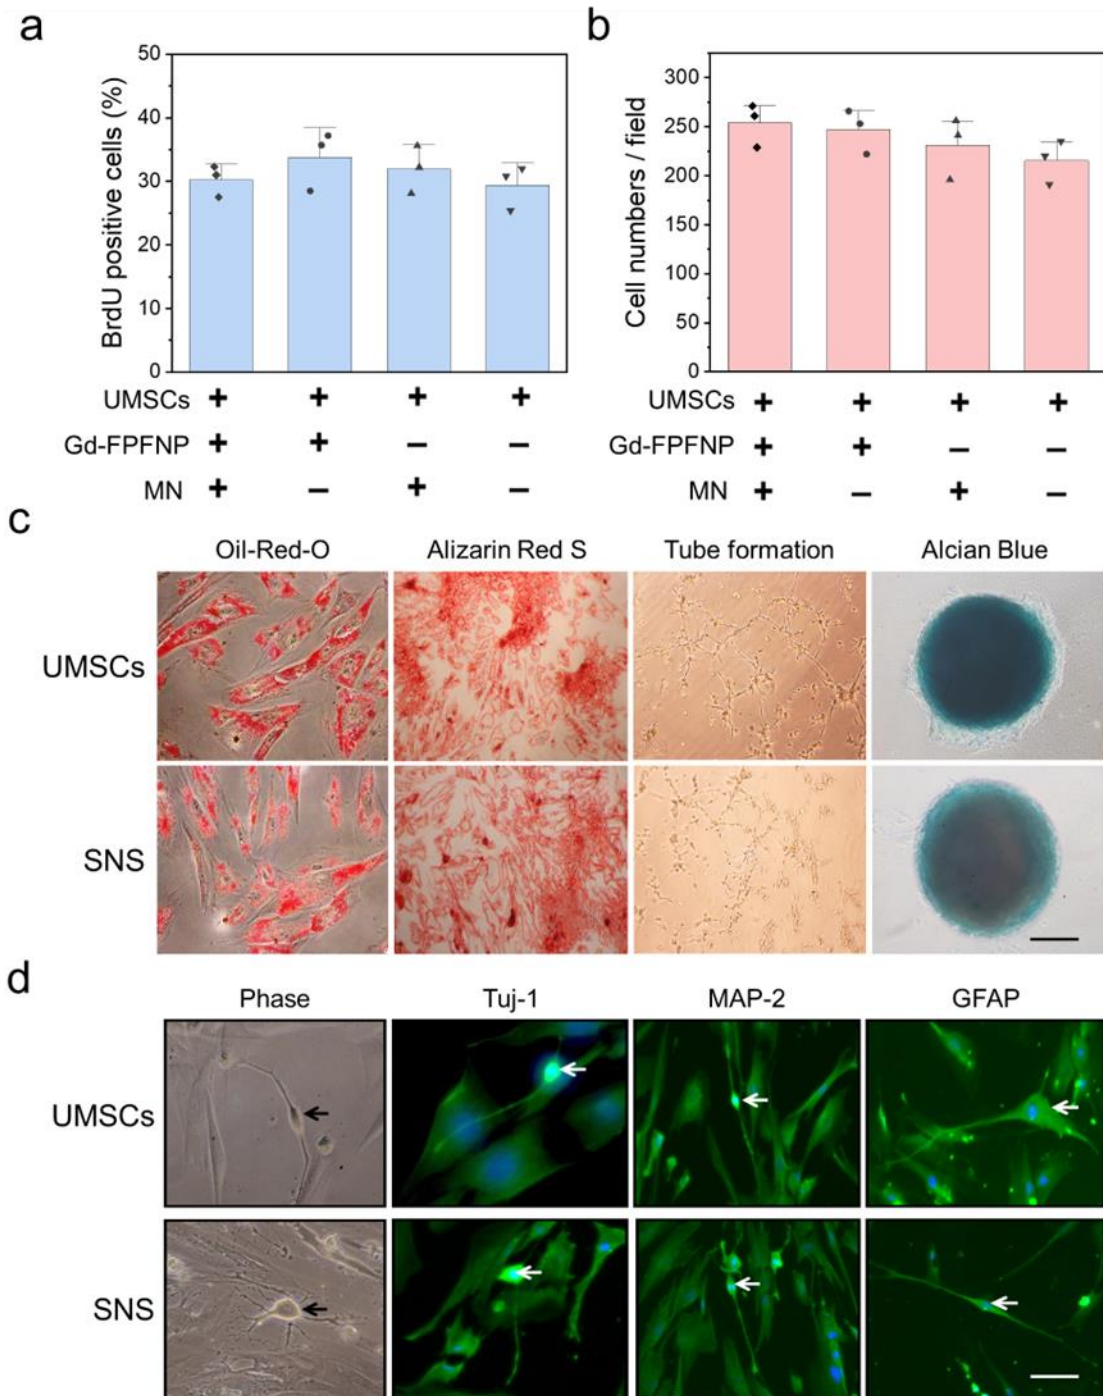 a
50
40
30
20
10
0
BrdU positive cells (%)
UMSCs + + + +
Gd-FPFNP + + − −
MN + − + −
b
300
250
200
250
100
50
0
Cell numbers / field
UMSCs + + + +
Gd-FPFNP + + − −
MN + − + −
c
Oil-Red-O Alizarin Red S Tube formation Alcian Blue
UMSCs
SNS
d
Phase Tuj-1 MAP-2 GFAP
UMSCs
SNS